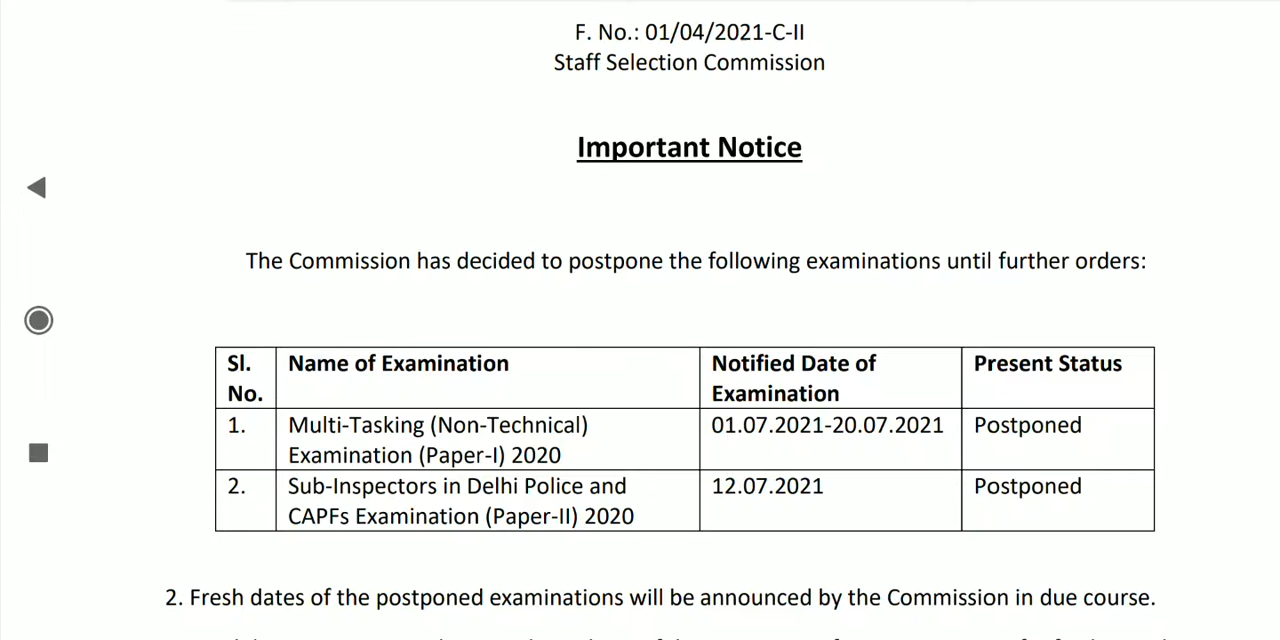 F. No.: 01/04/2021-C-II
Staff Selection Commission
Important Notice
The Commission has decided to postpone the following examinations until further orders:
Sl. No. Name of Examination Notified Date of Examination Present Status
1. Multi-Tasking (Non-Technical) Examination (Paper-I) 2020 01.07.2021-20.07.2021 Postponed
2. Sub-Inspectors in Delhi Police and CAPFs Examination (Paper-II) 2020 12.07.2021 Postponed
2. Fresh dates of the postponed examinations will be announced by the Commission in due course.